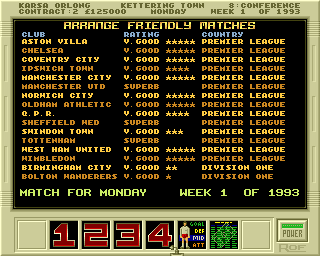 KARSA ORLONG KETTERING TOWN 8:CONFERENCE
CONTRACT:2 £125000 MONDAY WEEK 1 OF 1993
ARRANGE FRIENDLY MATCHES
CLUB RATING COUNTRY
ASTON VILLA V.GOOD ***** PREMIER LEAGUE
CHELSEA V.GOOD ***** PREMIER LEAGUE
COVENTRY CITY V.GOOD ***** PREMIER LEAGUE
IPSWICH TOWN V.GOOD ***** PREMIER LEAGUE
MANCHESTER CITY V.GOOD ***** PREMIER LEAGUE
MANCHESTER UTD SUPERB PREMIER LEAGUE
NORWICH CITY V.GOOD ***** PREMIER LEAGUE
OLDHAM ATHLETIC V.GOOD ***** PREMIER LEAGUE
Q.P.R. V.GOOD ***** PREMIER LEAGUE
SHEFFIELD WED SUPERB PREMIER LEAGUE
SWINDON TOWN V.GOOD *** PREMIER LEAGUE
TOTTENHAM SUPERB PREMIER LEAGUE
WEST HAM UNITED V.GOOD ***** PREMIER LEAGUE
WIMBLEDON V.GOOD ***** PREMIER LEAGUE
BIRMINGHAM CITY V.GOOD ** DIVISION ONE
BOLTON WANDERERS V.GOOD * DIVISION ONE
MATCH FOR MONDAY WEEK 1 OF 1993
1 2 3 4
GOAL
DEF
MID
ATT
POWER
ROF